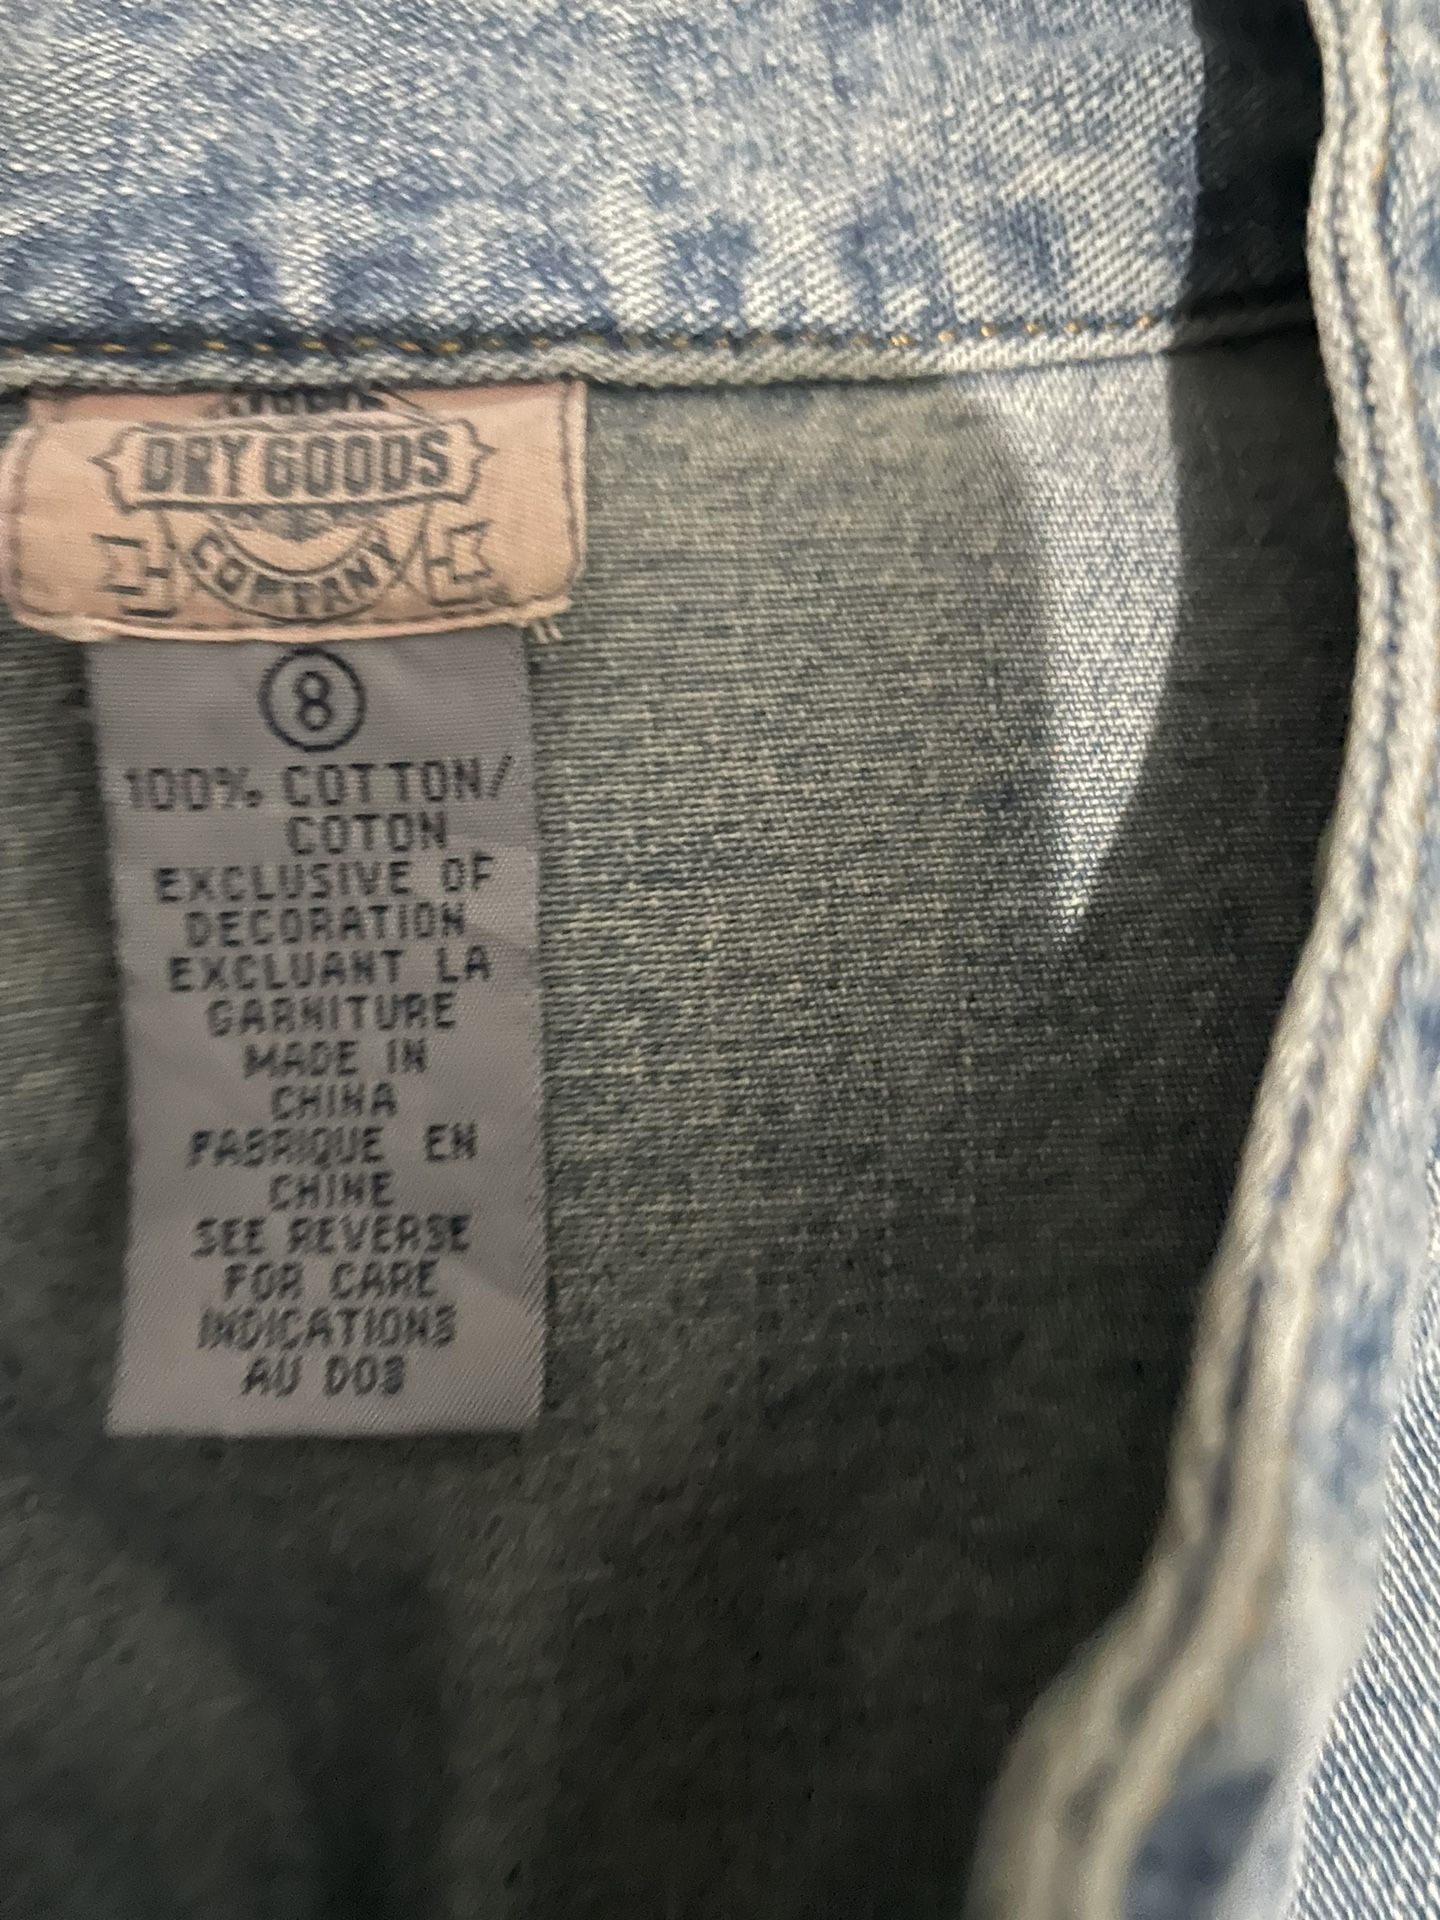 DRY GOODS
COMPANY
8
100% COTTON/
COTON
EXCLUSIVE OF
DECORATION
EXCLUANT LA
GARNITURE
MADE IN
CHINA
FABRIQUE EN
CHINE
SEE REVERSE
FOR CARE
INDICATIONS
AU DOS